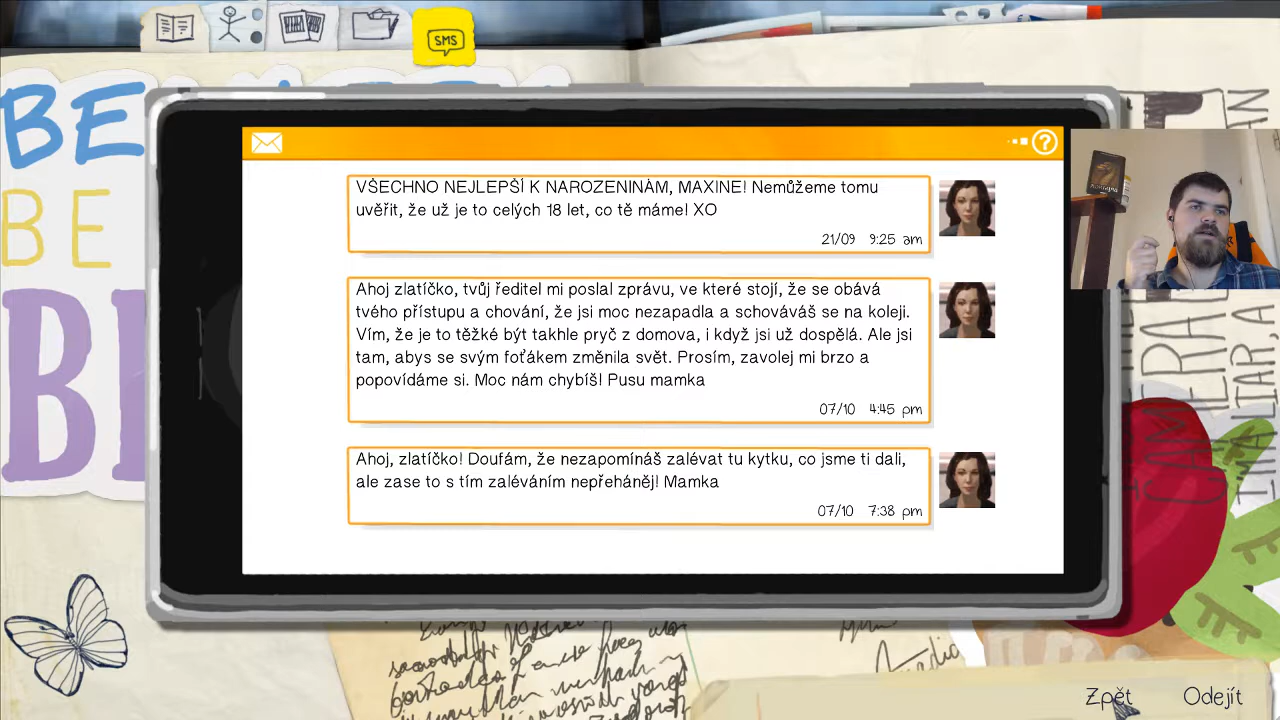 SMS
BE
BE
VŠECHNO NEJLEPŠÍ K NAROZENINÁM, MAXINE! Nemůžeme tomu
uvěřit, že už je to celých 18 let, co tě máme! XO
21/09 9:25 am
Ahoj zlatíčko, tvůj ředitel mi poslal zprávu, ve které stojí, že se obává
tvého přístupu a chování, že jsi moc nezapadla a schováváš se na koleji.
Vím, že je to těžké být takhle pryč z domova, i když jsi už dospělá. Ale jsi
tam, abys se svým foťákem změnila svět. Prosím, zavolej mi brzo a
popovídáme si. Moc nám chybíš! Pusu mamka
07/10 4:45 pm
Ahoj, zlatíčko! Doufám, že nezapomínáš zalévat tu kytku, co jsme ti dali,
ale zase to s tím zaléváním nepřeháněj! Mamka
07/10 7:38 pm
CAMERA
Zpět Odejít